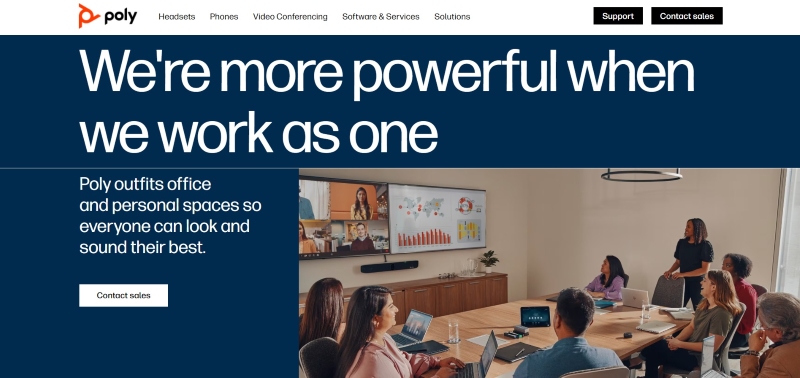 poly
Headsets
Phones
Video Conferencing
Software & Services
Solutions
Support
Contact sales
We're more powerful when
we work as one
Poly outfits office
and personal spaces so
everyone can look and
sound their best.
Contact sales